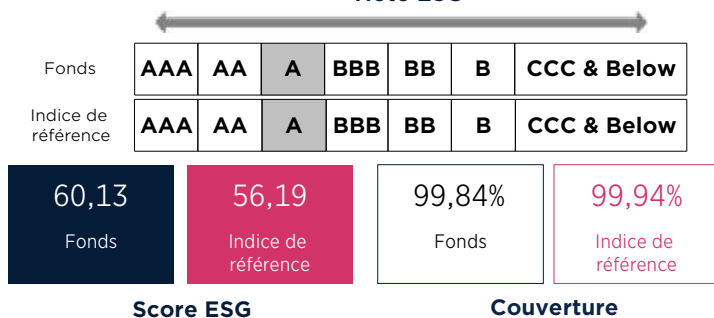 Note ESG
Fonds AAA AA A BBB BB B CCC & Below
Indice de référence AAA AA A BBB BB B CCC & Below
60,13 56,19 99,84% 99,94%
Fonds Indice de référence Fonds Indice de référence
Score ESG Couverture